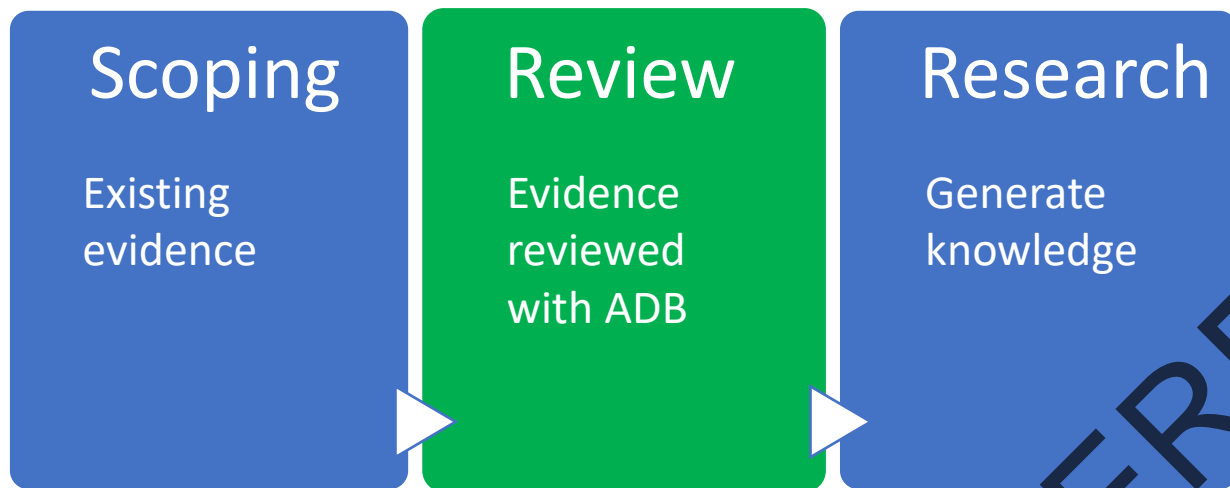 Scoping
Existing
evidence
Review
Evidence
reviewed
with ADB
Research
Generate
knowledge